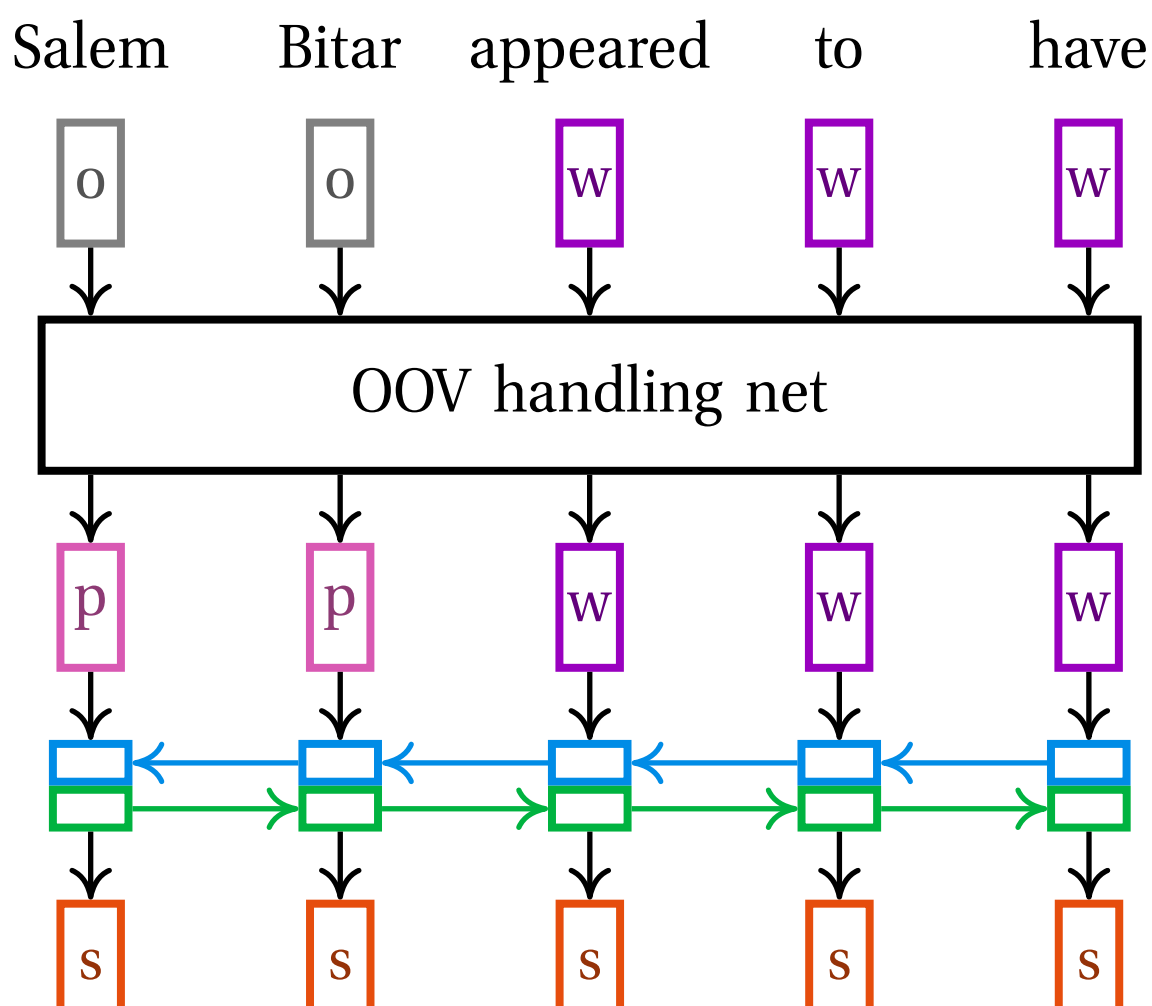 Salem Bitar appeared to have
o o w w w
OOV handling net
p p w w w
s s s s s